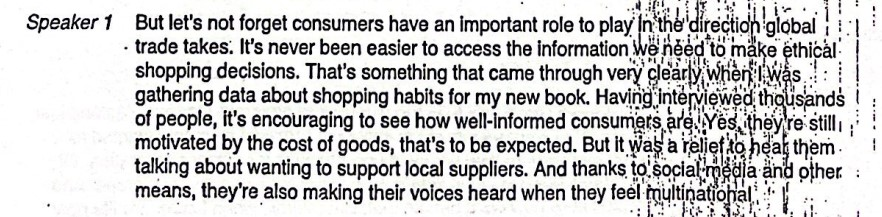 Speaker 1 But let's not forget consumers have an important role to play in the direction global
trade takes. It's never been easier to access the information we need to make ethical
shopping decisions. That's something that came through very clearly when I was
gathering data about shopping habits for my new book. Having interviewed thousands
of people, it's encouraging to see how well-informed consumers are. Yes, they're still
motivated by the cost of goods, that's to be expected. But it was a relief to hear them
talking about wanting to support local suppliers. And thanks to social media and other
means, they're also making their voices heard when they feel multinational